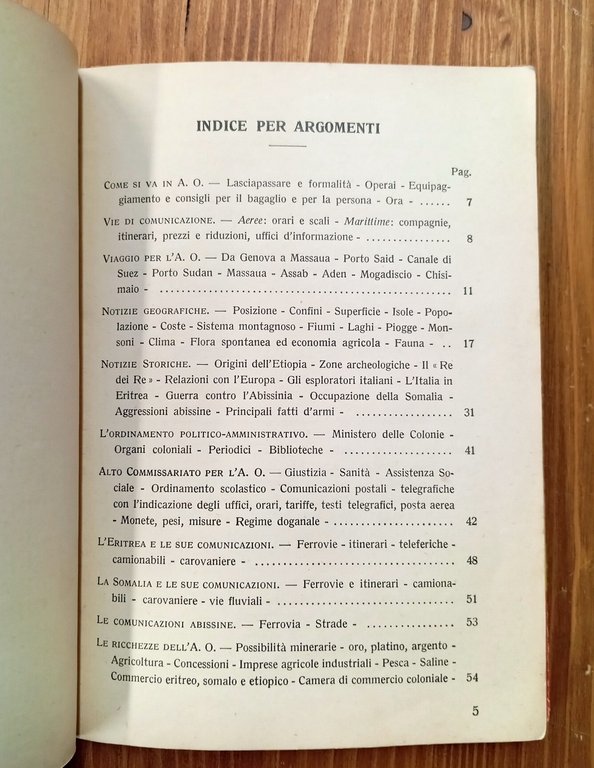 INDICE PER ARGOMENTI
Pag.
Come si va in A. O. — Lasciapassare e formalità - Operai - Equipag-
giamento e consigli per il bagaglio e per la persona - Ora - ...... 7
Vie di comunicazione. — Aeree: orari e scali - Marittime: compagnie,
itinerari, prezzi e riduzioni, uffici d'informazione - ................ 8
Viaggio per l'A. O. — Da Genova a Massaua - Porto Said - Canale di
Suez - Porto Sudan - Massaua - Assab - Aden - Mogadiscio - Chisi-
maio - ................................................ 11
Notizie geografiche. — Posizione - Confini - Superficie - Isole - Popo-
lazione - Coste - Sistema montagnoso - Fiumi - Laghi - Piogge - Mon-
soni - Clima - Flora spontanea ed economia agricola - Fauna - .. 17
Notizie Storiche. — Origini dell'Etiopia - Zone archeologiche - Il « Re
dei Re » - Relazioni con l'Europa - Gli esploratori italiani - L'Italia in
Eritrea - Guerra contro l'Abissinia - Occupazione della Somalia -
Aggressioni abissine - Principali fatti d'armi - .................. 31
L'ordinamento politico-amministrativo. — Ministero delle Colonie -
Organi coloniali - Periodici - Biblioteche - ...................... 41
Alto Commissariato per l'A. O. — Giustizia - Sanità - Assistenza So-
ciale - Ordinamento scolastico - Comunicazioni postali - telegrafiche
con l'indicazione degli uffici, orari, tariffe, testi telegrafici, posta aerea
- Monete, pesi, misure - Regime doganale - .................... 42
L'Eritrea e le sue comunicazioni. — Ferrovie - itinerari - teleferiche -
camionabili - carovaniere - .................................. 48
La Somalia e le sue comunicazioni. — Ferrovie e itinerari - camiona-
bili - carovaniere - vie fluviali - .............................. 51
Le comunicazioni abissine. — Ferrovia - Strade - ................ 53
Le ricchezze dell'A. O. — Possibilità minerarie - oro, platino, argento -
Agricoltura - Concessioni - Imprese agricole industriali - Pesca - Saline -
Commercio eritreo, somalo e etiopico - Camera di commercio coloniale - 54
5